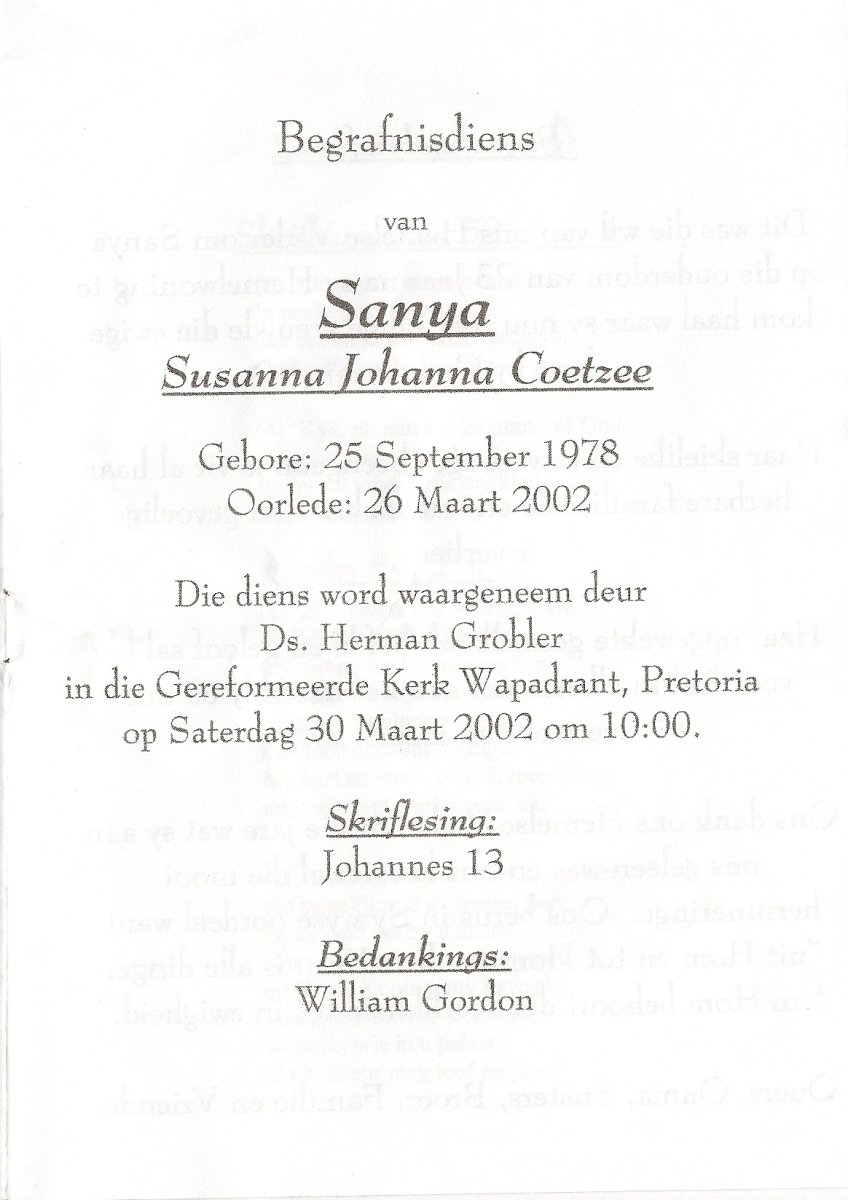 Begrafnisdiens
van
Sanya
Susanna Johanna Coetzee
Gebore: 25 September 1978
Oorlede: 26 Maart 2002
Die diens word waargeneem deur
Ds. Herman Grobler
in die Gereformeerde Kerk Wapadrant, Pretoria
op Saterdag 30 Maart 2002 om 10:00.
Skriflesing:
Johannes 13
Bedankings:
William Gordon